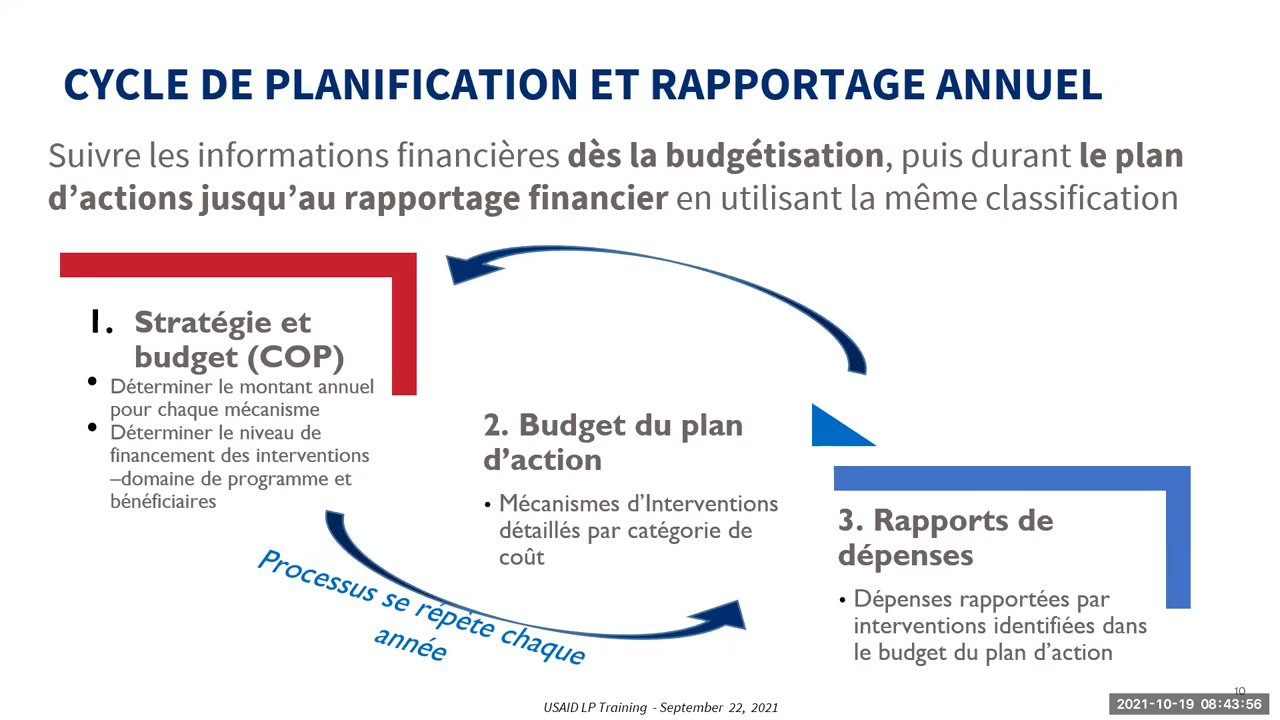 CYCLE DE PLANIFICATION ET RAPPORTAGE ANNUEL
Suivre les informations financières dès la budgétisation, puis durant le plan
d’actions jusqu’au rapportage financier en utilisant la même classification
1. Stratégie et
budget (COP)
• Déterminer le montant annuel
pour chaque mécanisme
• Déterminer le niveau de
financement des interventions
–domaine de programme et
bénéficiaires
2. Budget du plan
d’action
• Mécanismes d’Interventions
détaillés par catégorie de
coût
3. Rapports de
dépenses
• Dépenses rapportées par
interventions identifiées dans
le budget du plan d’action
Processus se répète chaque
année
USAID LP Training - September 22, 2021
10
2021-10-19 08:43:56